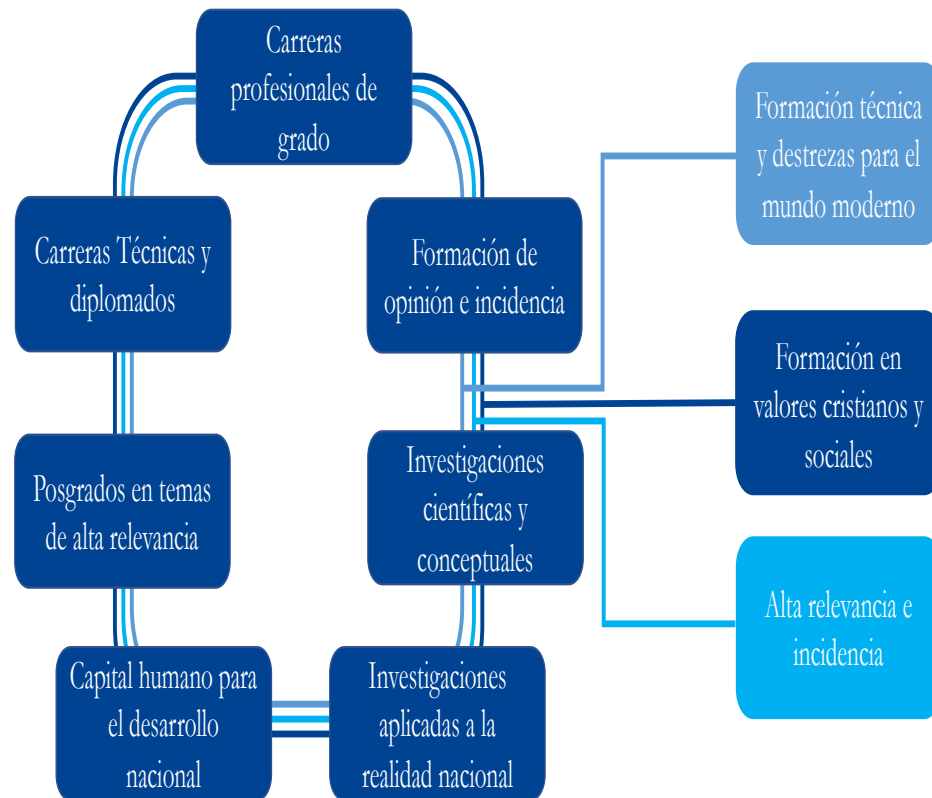 Carreras
profesionales de
grado
Carreras Técnicas y
diplomados
Formación de
opinión e incidencia
Posgrados en temas
de alta relevancia
Investigaciones
científicas y
conceptuales
Capital humano para
el desarrollo
nacional
Investigaciones
aplicadas a la
realidad nacional
Formación técnica
y destrezas para el
mundo moderno
Formación en
valores cristianos y
sociales
Alta relevancia e
incidencia